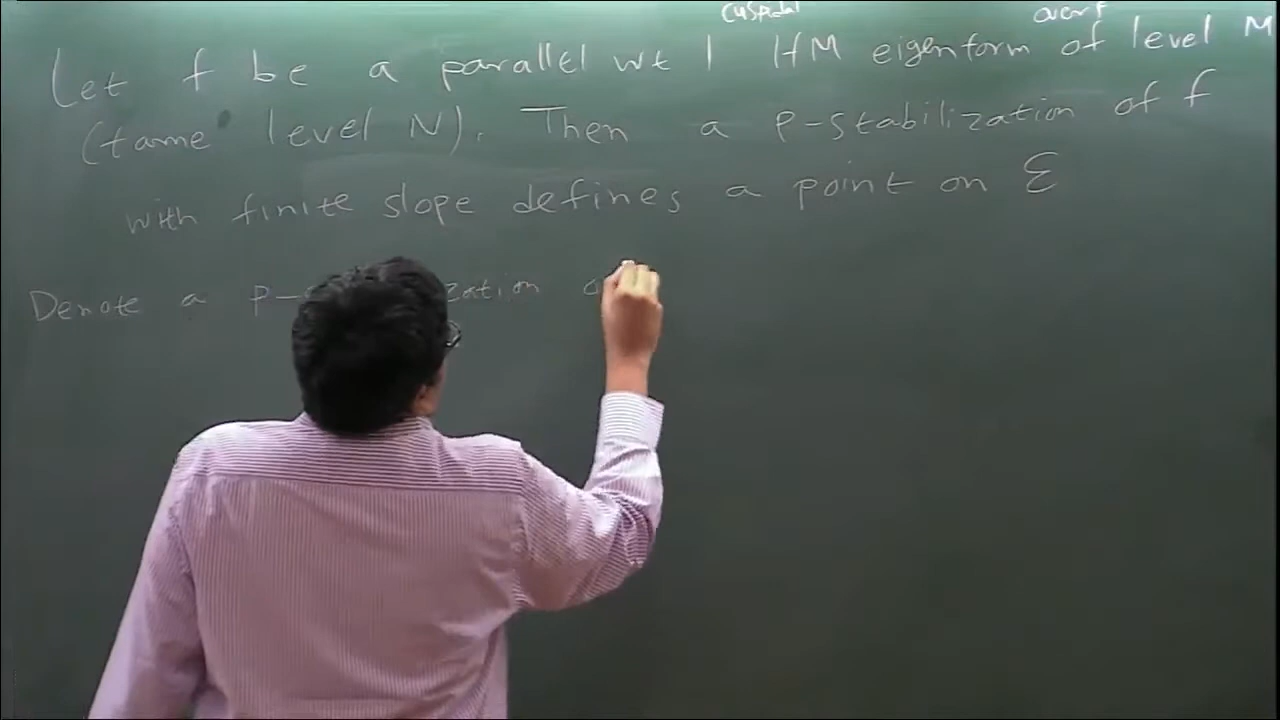 cuspidal over F
Let f be a parallel wt 1 HM eigenform of level M
(tame level N). Then a p-stabilization of f
with finite slope defines a point on ℰ
Denote a p- zation